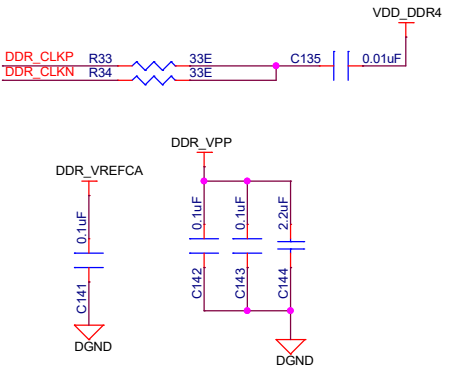 VDD_DDR4
DDR_CLKP R33 33E C135 0.01uF
DDR_CLKN R34 33E
DDR_VPP
DDR_VREFCA
0.1uF 0.1uF 0.1uF 2.2uF
C141 C142 C143 C144
DGND
DGND